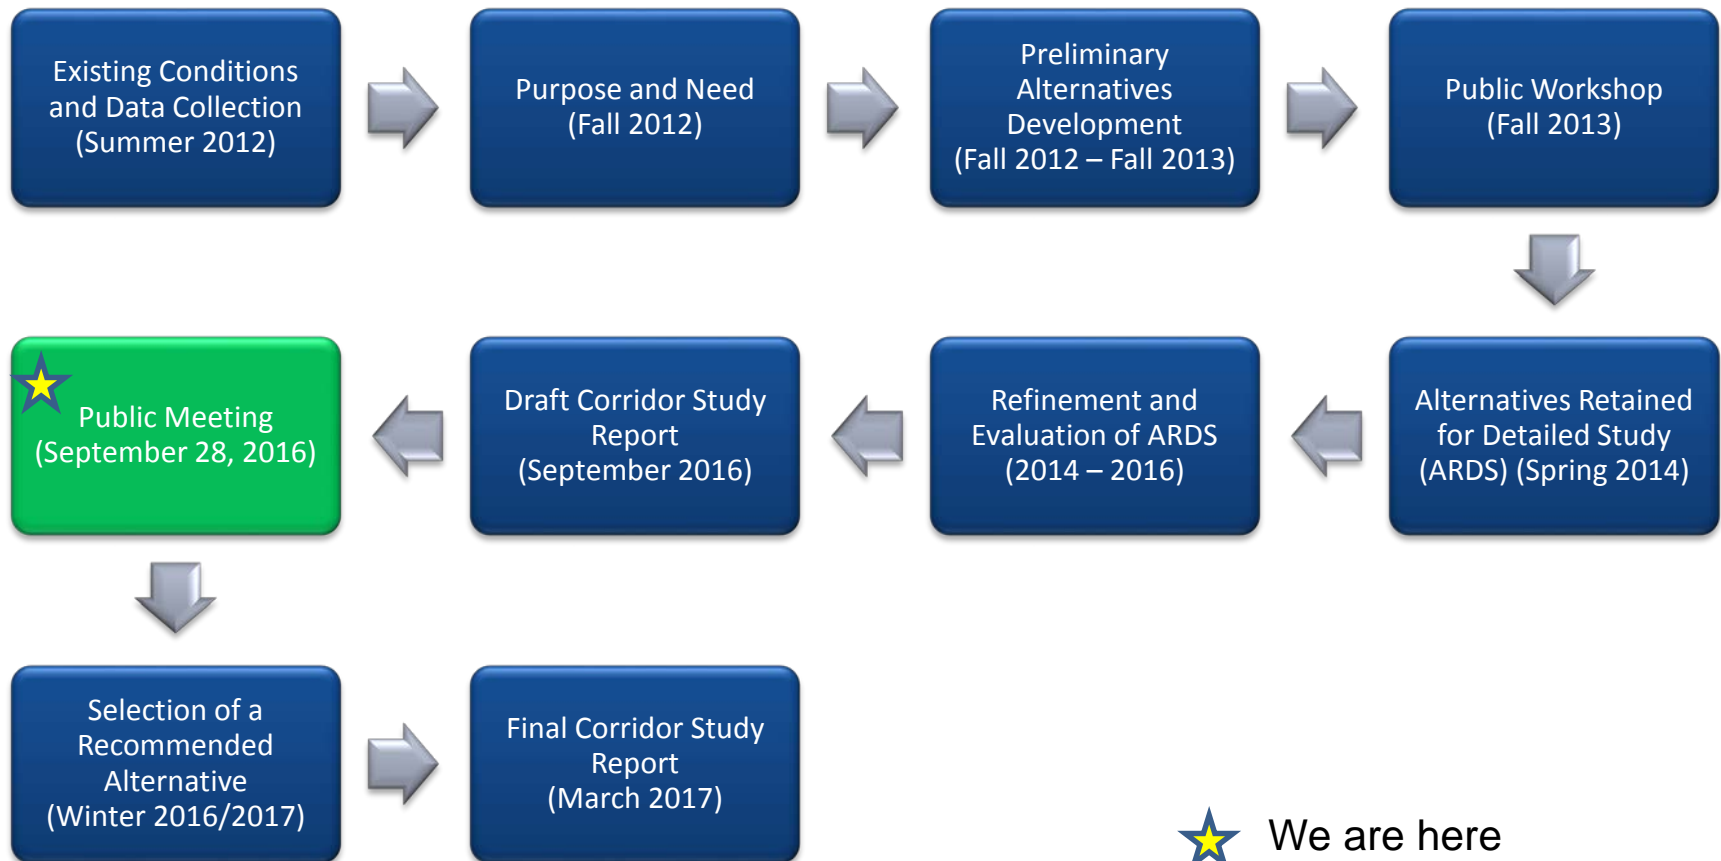 Existing Conditions
and Data Collection
(Summer 2012)
Purpose and Need
(Fall 2012)
Preliminary
Alternatives
Development
(Fall 2012 – Fall 2013)
Public Workshop
(Fall 2013)
Alternatives Retained
for Detailed Study
(ARDS) (Spring 2014)
Refinement and
Evaluation of ARDS
(2014 – 2016)
Draft Corridor Study
Report
(September 2016)
Public Meeting
(September 28, 2016)
Selection of a
Recommended
Alternative
(Winter 2016/2017)
Final Corridor Study
Report
(March 2017)
We are here